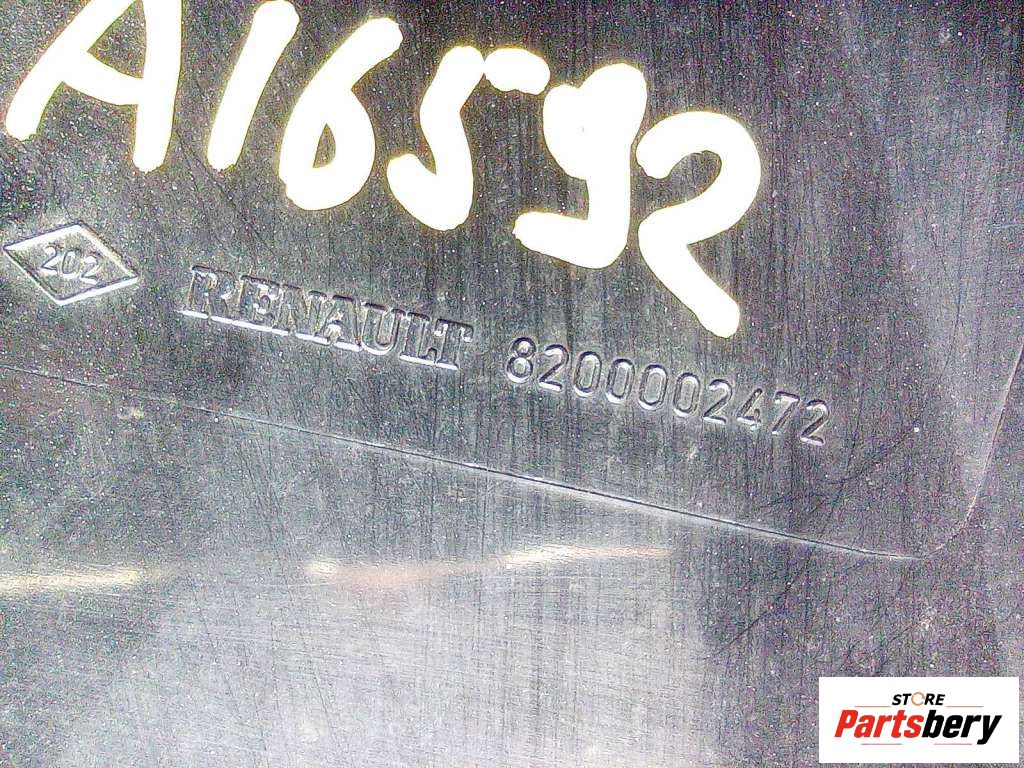 A16592
202
RENAULT 8200002472
STORE
Partsbery